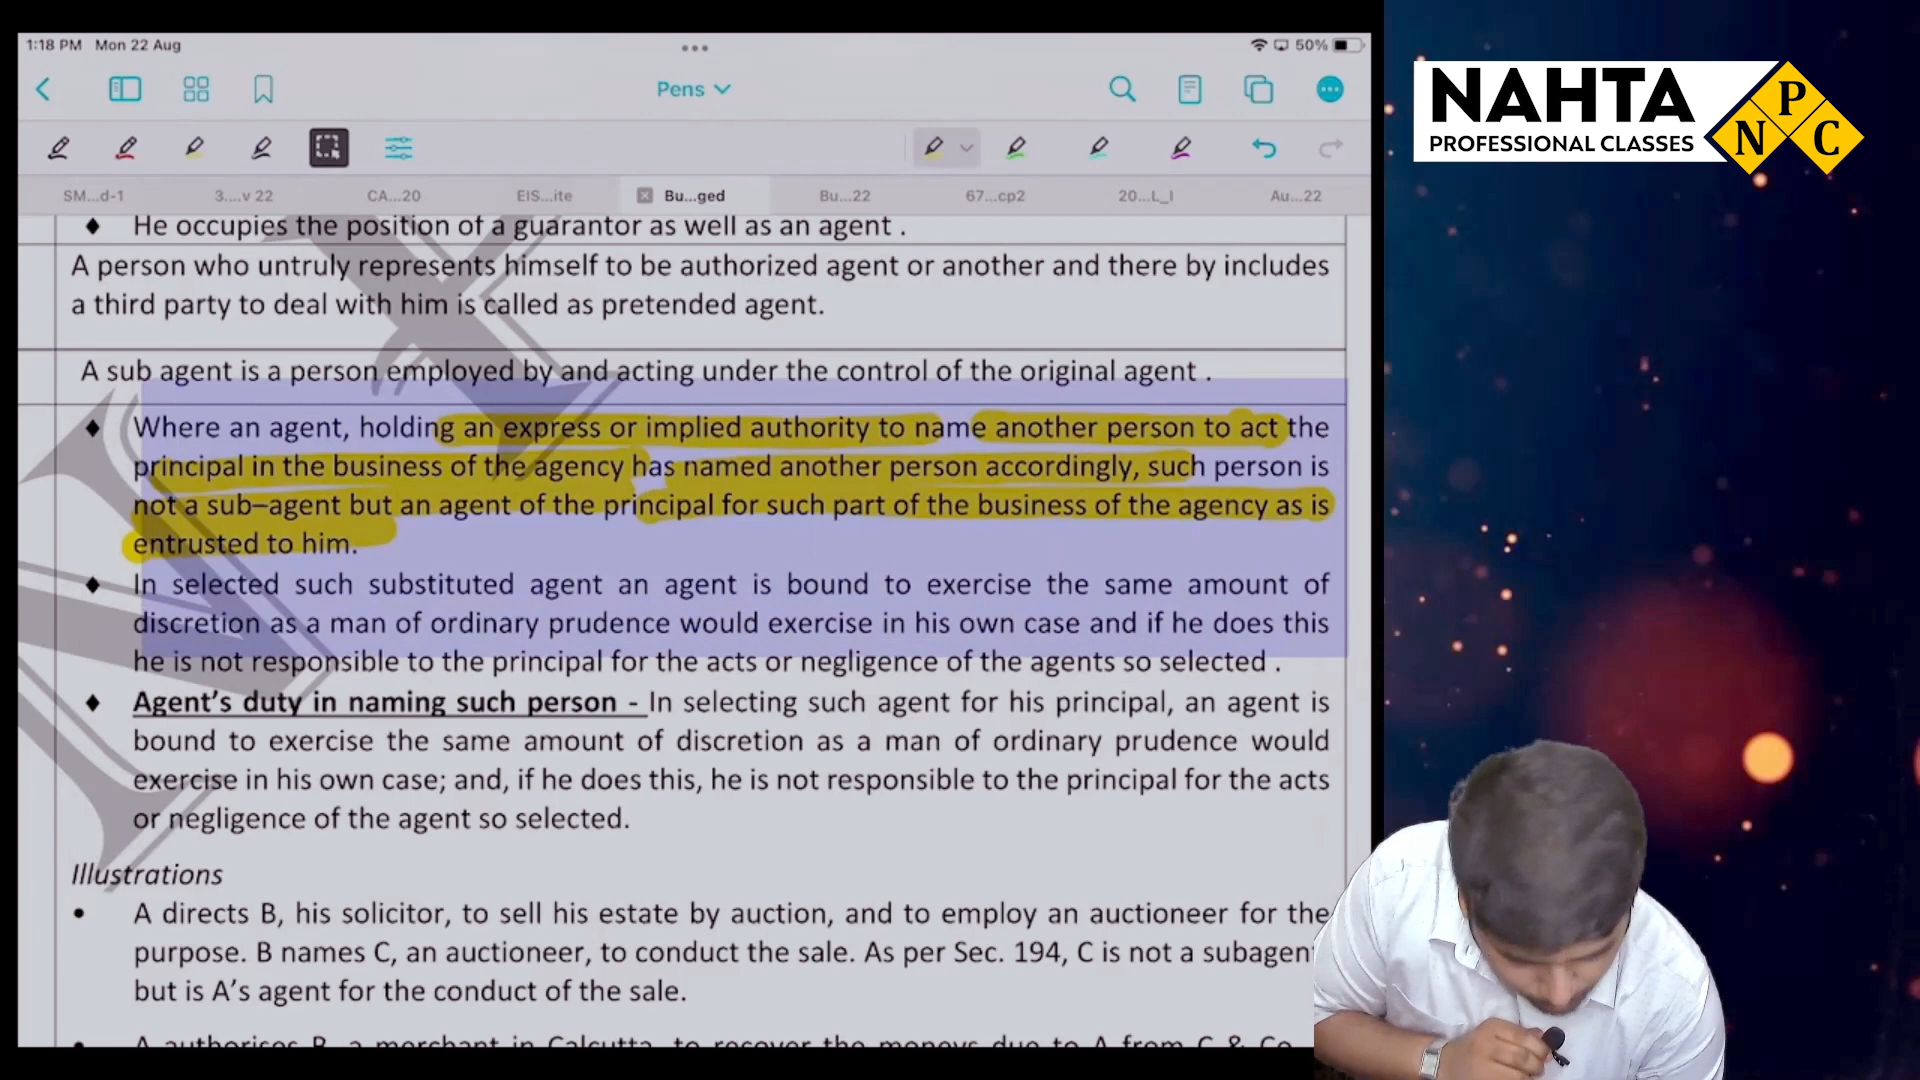 1:18 PM Mon 22 Aug
50%
Pens
SM...d-1 3....v 22 CA...20 EIS...ite Bu...ged Bu...22 67...cp2 20...L_I Au...22
♦ He occupies the position of a guarantor as well as an agent .
A person who untruly represents himself to be authorized agent or another and there by includes
a third party to deal with him is called as pretended agent.
A sub agent is a person employed by and acting under the control of the original agent .
♦ Where an agent, holding an express or implied authority to name another person to act the
principal in the business of the agency has named another person accordingly, such person is
not a sub–agent but an agent of the principal for such part of the business of the agency as is
entrusted to him.
♦ In selected such substituted agent an agent is bound to exercise the same amount of
discretion as a man of ordinary prudence would exercise in his own case and if he does this
he is not responsible to the principal for the acts or negligence of the agents so selected .
♦ Agent's duty in naming such person - In selecting such agent for his principal, an agent is
bound to exercise the same amount of discretion as a man of ordinary prudence would
exercise in his own case; and, if he does this, he is not responsible to the principal for the acts
or negligence of the agent so selected.
Illustrations
• A directs B, his solicitor, to sell his estate by auction, and to employ an auctioneer for the
purpose. B names C, an auctioneer, to conduct the sale. As per Sec. 194, C is not a subagent
but is A's agent for the conduct of the sale.
• A authorises B, a merchant in Calcutta, to recover the moneys due to A from C & Co.
NAHTA
PROFESSIONAL CLASSES
N P C